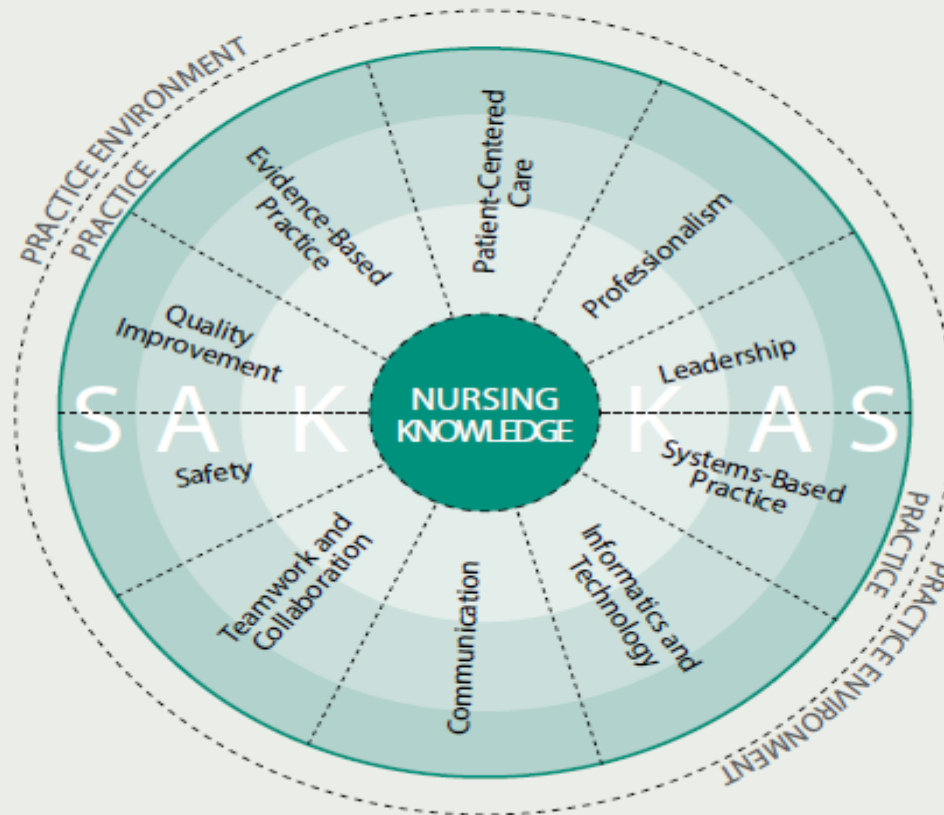 PRACTICE ENVIRONMENT
PRACTICE
Evidence-Based
Practice
Patient-Centered
Care
Professionalism
Quality
Improvement
Leadership
S A K
NURSING
KNOWLEDGE
K A S
Safety
Systems-Based
Practice
Teamwork and
Collaboration
Communication
Informatics and
Technology
PRACTICE
PRACTICE ENVIRONMENT